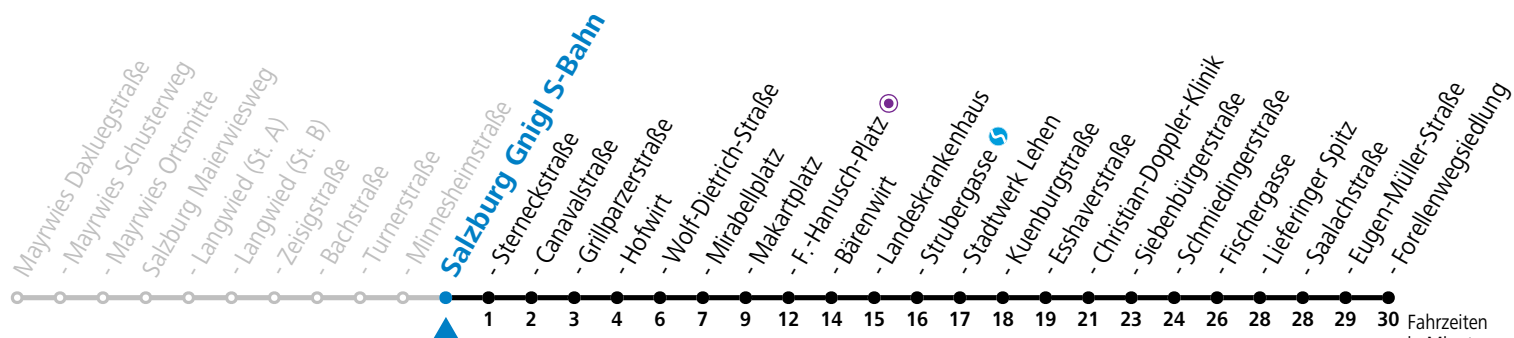 Mayrwies Daxluegstraße
- Mayrwies Schusterweg
- Mayrwies Ortsmitte
Salzburg Maierwiesweg
- Langwied (St. A)
- Langwied (St. B)
- Zeisigstraße
- Bachstraße
- Turnerstraße
- Minnesheimstraße
Salzburg Gnigl S-Bahn
- Sterneckstraße
- Canavalstraße
- Grillparzerstraße
- Hofwirt
- Wolf-Dietrich-Straße
- Mirabellplatz
- Makartplatz
- F.-Hanusch-Platz
- Bärenwirt
- Landeskrankenhaus
- Strubergasse
- Stadtwerk Lehen
- Kuenburgstraße
- Esshaverstraße
- Christian-Doppler-Klinik
- Siebenbürgerstraße
- Schmiedingerstraße
- Fischergasse
- Lieferinger Spitz
- Saalachstraße
- Eugen-Müller-Straße
- Forellenwegsiedlung
1 2 3 4 6 7 9 12 14 15 16 17 18 19 21 23 24 26 28 28 29 30 Fahrzeiten